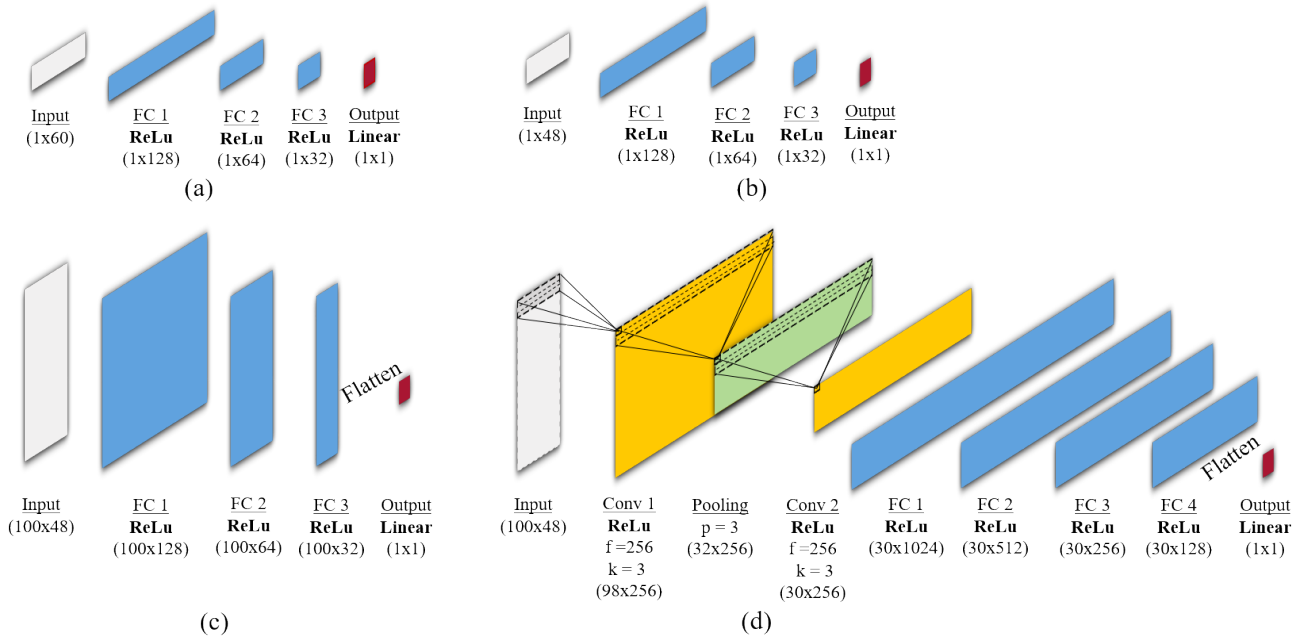 Input
(1x60)
FC 1
ReLu
(1x128)
FC 2
ReLu
(1x64)
FC 3
ReLu
(1x32)
Output
Linear
(1x1)
(a)
Input
(1x48)
FC 1
ReLu
(1x128)
FC 2
ReLu
(1x64)
FC 3
ReLu
(1x32)
Output
Linear
(1x1)
(b)
Flatten
Input
(100x48)
FC 1
ReLu
(100x128)
FC 2
ReLu
(100x64)
FC 3
ReLu
(100x32)
Output
Linear
(1x1)
(c)
Flatten
Input
(100x48)
Conv 1
ReLu
f =256
k = 3
(98x256)
Pooling
p = 3
(32x256)
Conv 2
ReLu
f =256
k = 3
(30x256)
FC 1
ReLu
(30x1024)
FC 2
ReLu
(30x512)
FC 3
ReLu
(30x256)
FC 4
ReLu
(30x128)
Output
Linear
(1x1)
(d)